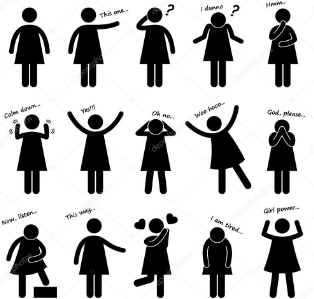 This one...
?
I dunno
?
Hmm...
Calm down...
Yes!!!
Oh no...
Woo hooo...
God, please...
Now, listen...
This way...
I am tired...
Girl power...